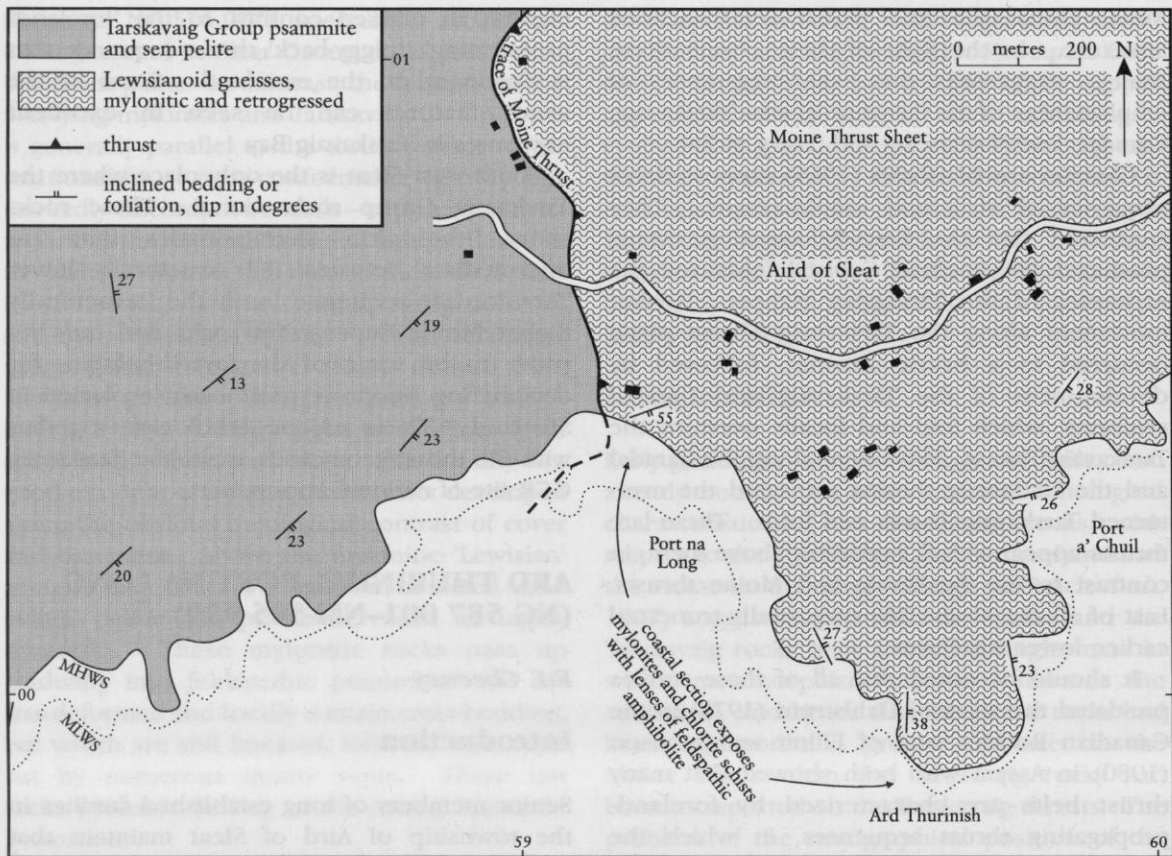 Tarskavaig Group psammite
and semipelite
Lewisianoid gneisses,
mylonitic and retrogressed
thrust
inclined bedding or
foliation, dip in degrees
01
0 metres 200
N
Trace of Moine Thrust
Moine Thrust Sheet
Aird of Sleat
27
19
13
23
55
28
26
23
20
Port na
Long
Port
a' Chuil
27
23
38
coastal section exposes
mylonites and chlorite schists
with lenses of feldspathic
amphibolite
MHWS
00
MLWS
Ard Thurinish
59
60